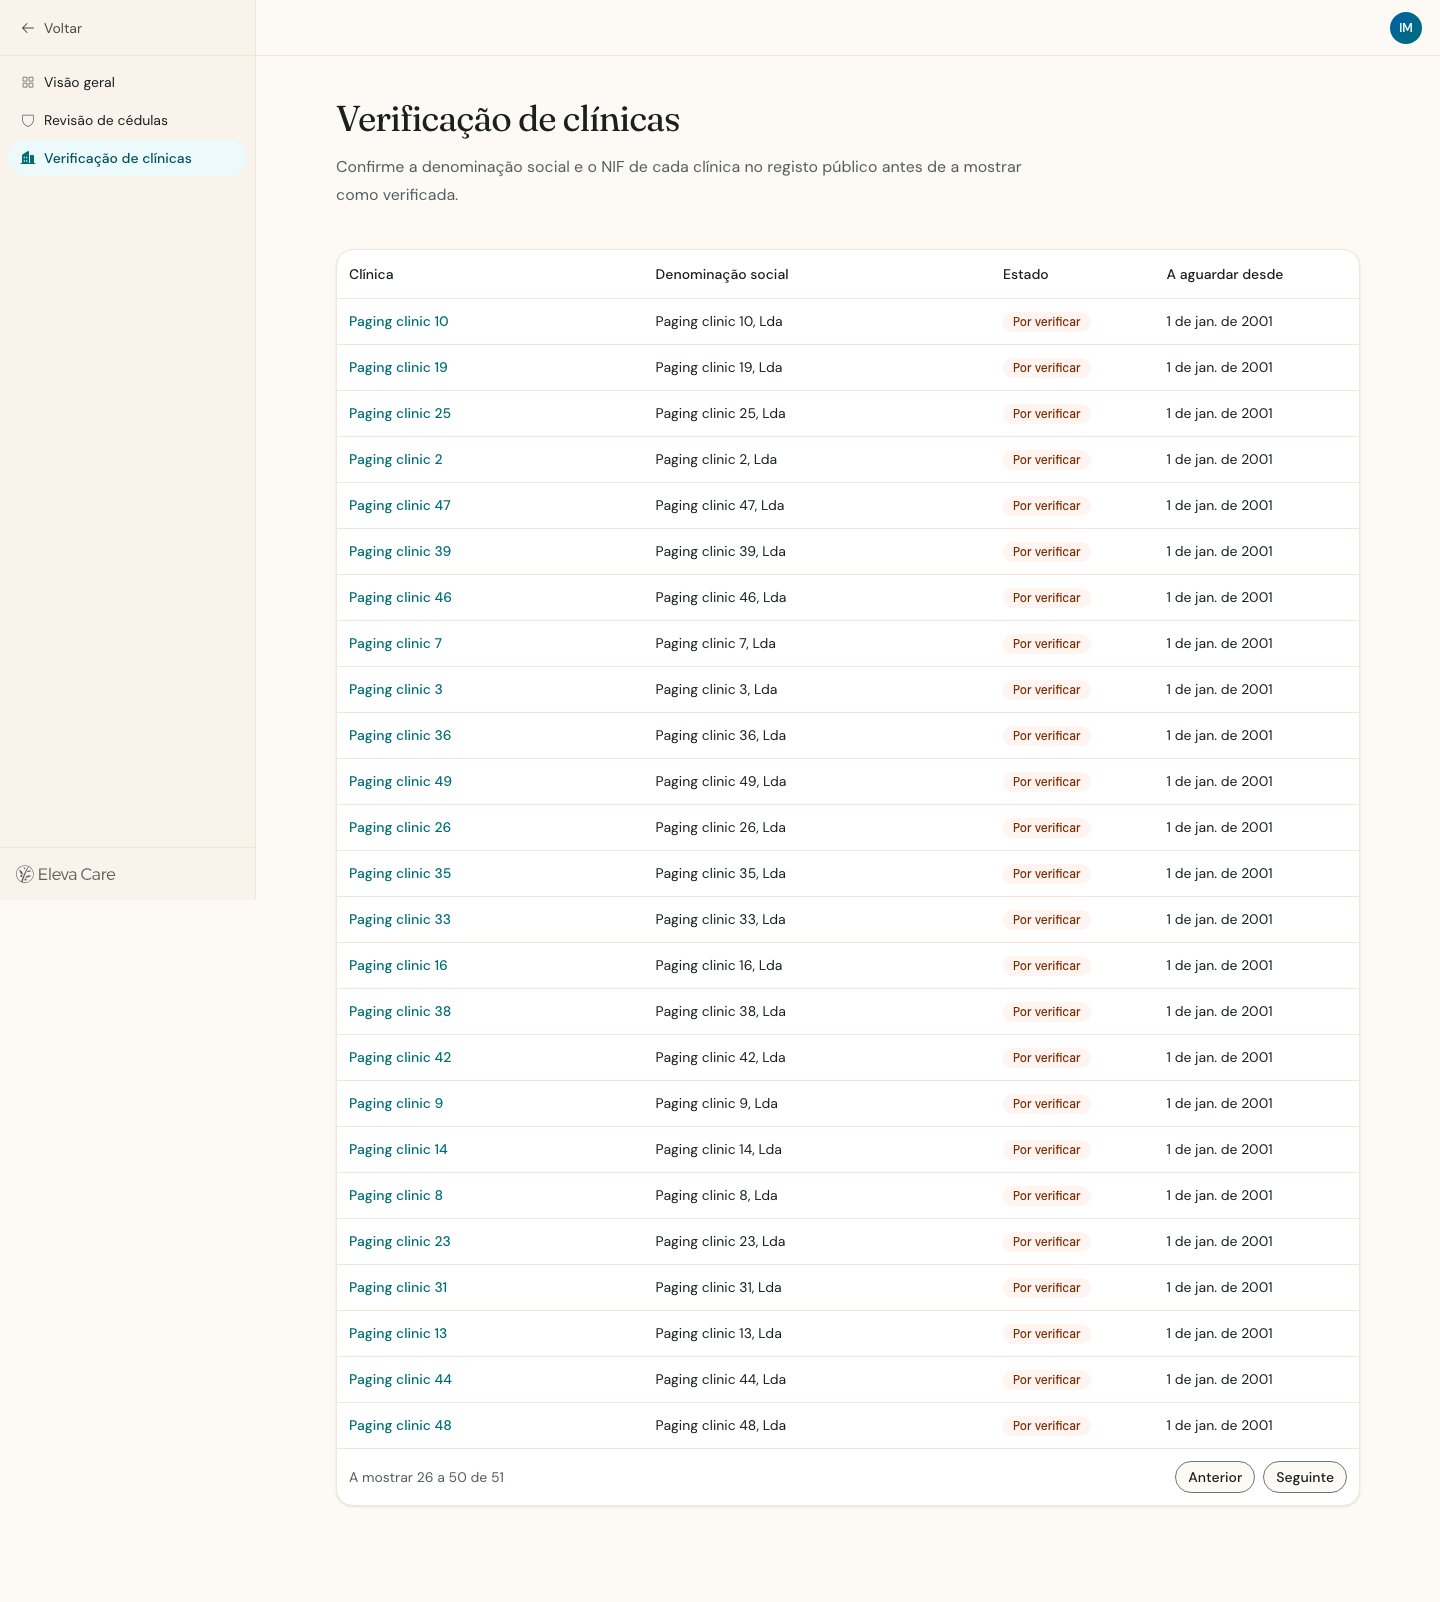 Voltar
IM
Visão geral
Revisão de cédulas
Verificação de clínicas
Verificação de clínicas
Confirme a denominação social e o NIF de cada clínica no registo público antes de a mostrar
como verificada.
Clínica Denominação social Estado A aguardar desde
Paging clinic 10 Paging clinic 10, Lda Por verificar 1 de jan. de 2001
Paging clinic 19 Paging clinic 19, Lda Por verificar 1 de jan. de 2001
Paging clinic 25 Paging clinic 25, Lda Por verificar 1 de jan. de 2001
Paging clinic 2 Paging clinic 2, Lda Por verificar 1 de jan. de 2001
Paging clinic 47 Paging clinic 47, Lda Por verificar 1 de jan. de 2001
Paging clinic 39 Paging clinic 39, Lda Por verificar 1 de jan. de 2001
Paging clinic 46 Paging clinic 46, Lda Por verificar 1 de jan. de 2001
Paging clinic 7 Paging clinic 7, Lda Por verificar 1 de jan. de 2001
Paging clinic 3 Paging clinic 3, Lda Por verificar 1 de jan. de 2001
Paging clinic 36 Paging clinic 36, Lda Por verificar 1 de jan. de 2001
Paging clinic 49 Paging clinic 49, Lda Por verificar 1 de jan. de 2001
Paging clinic 26 Paging clinic 26, Lda Por verificar 1 de jan. de 2001
Paging clinic 35 Paging clinic 35, Lda Por verificar 1 de jan. de 2001
Paging clinic 33 Paging clinic 33, Lda Por verificar 1 de jan. de 2001
Paging clinic 16 Paging clinic 16, Lda Por verificar 1 de jan. de 2001
Paging clinic 38 Paging clinic 38, Lda Por verificar 1 de jan. de 2001
Paging clinic 42 Paging clinic 42, Lda Por verificar 1 de jan. de 2001
Paging clinic 9 Paging clinic 9, Lda Por verificar 1 de jan. de 2001
Paging clinic 14 Paging clinic 14, Lda Por verificar 1 de jan. de 2001
Paging clinic 8 Paging clinic 8, Lda Por verificar 1 de jan. de 2001
Paging clinic 23 Paging clinic 23, Lda Por verificar 1 de jan. de 2001
Paging clinic 31 Paging clinic 31, Lda Por verificar 1 de jan. de 2001
Paging clinic 13 Paging clinic 13, Lda Por verificar 1 de jan. de 2001
Paging clinic 44 Paging clinic 44, Lda Por verificar 1 de jan. de 2001
Paging clinic 48 Paging clinic 48, Lda Por verificar 1 de jan. de 2001
A mostrar 26 a 50 de 51 Anterior Seguinte
Eleva Care